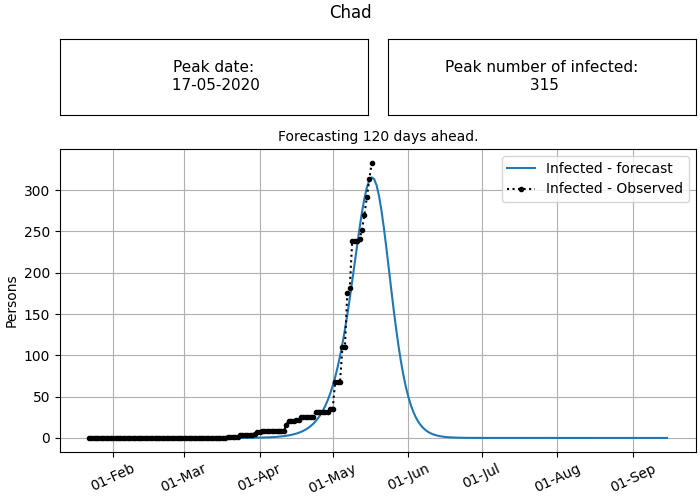 Chad
Peak date:
17-05-2020
Peak number of infected:
315
Forecasting 120 days ahead.
Infected - forecast
Infected - Observed
300
250
200
150
100
50
0
Persons
01-Feb
01-Mar
01-Apr
01-May
01-Jun
01-Jul
01-Aug
01-Sep